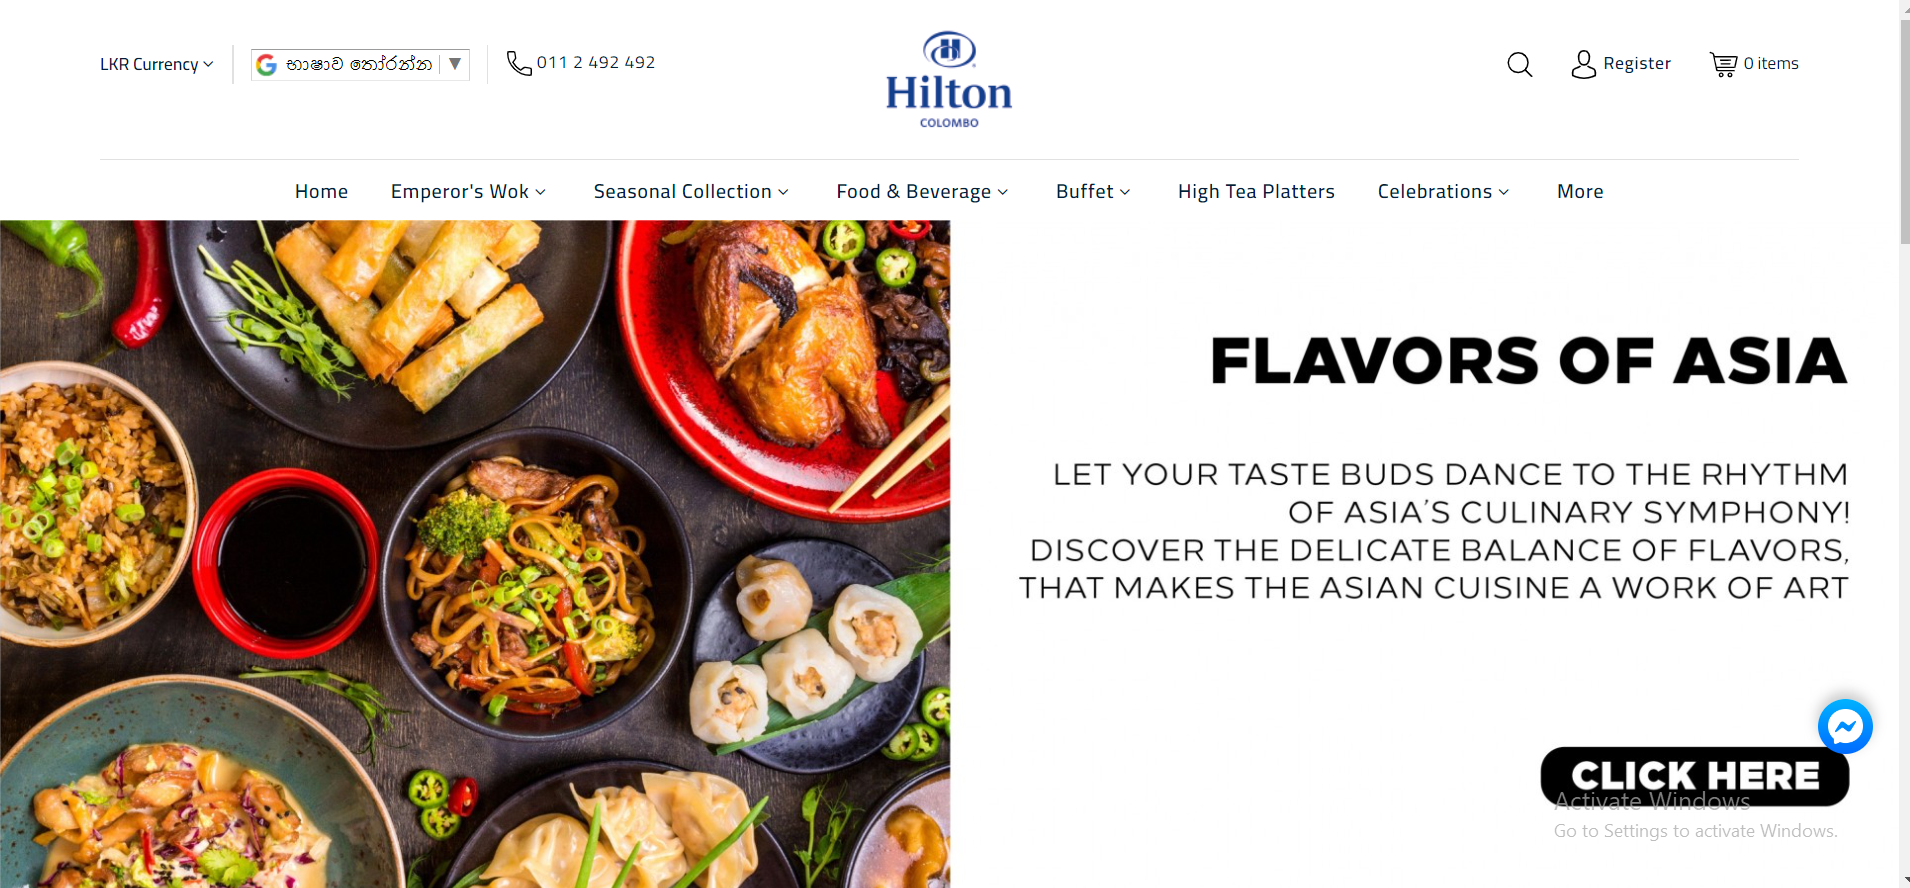 LKR Currency
භාෂාව තෝරන්න ▼
011 2 492 492
Hilton
COLOMBO
Register
0 items
Home
Emperor's Wok
Seasonal Collection
Food & Beverage
Buffet
High Tea Platters
Celebrations
More
FLAVORS OF ASIA
LET YOUR TASTE BUDS DANCE TO THE RHYTHM
OF ASIA'S CULINARY SYMPHONY!
DISCOVER THE DELICATE BALANCE OF FLAVORS,
THAT MAKES THE ASIAN CUISINE A WORK OF ART
CLICK HERE
Activate Windows
Go to Settings to activate Windows.